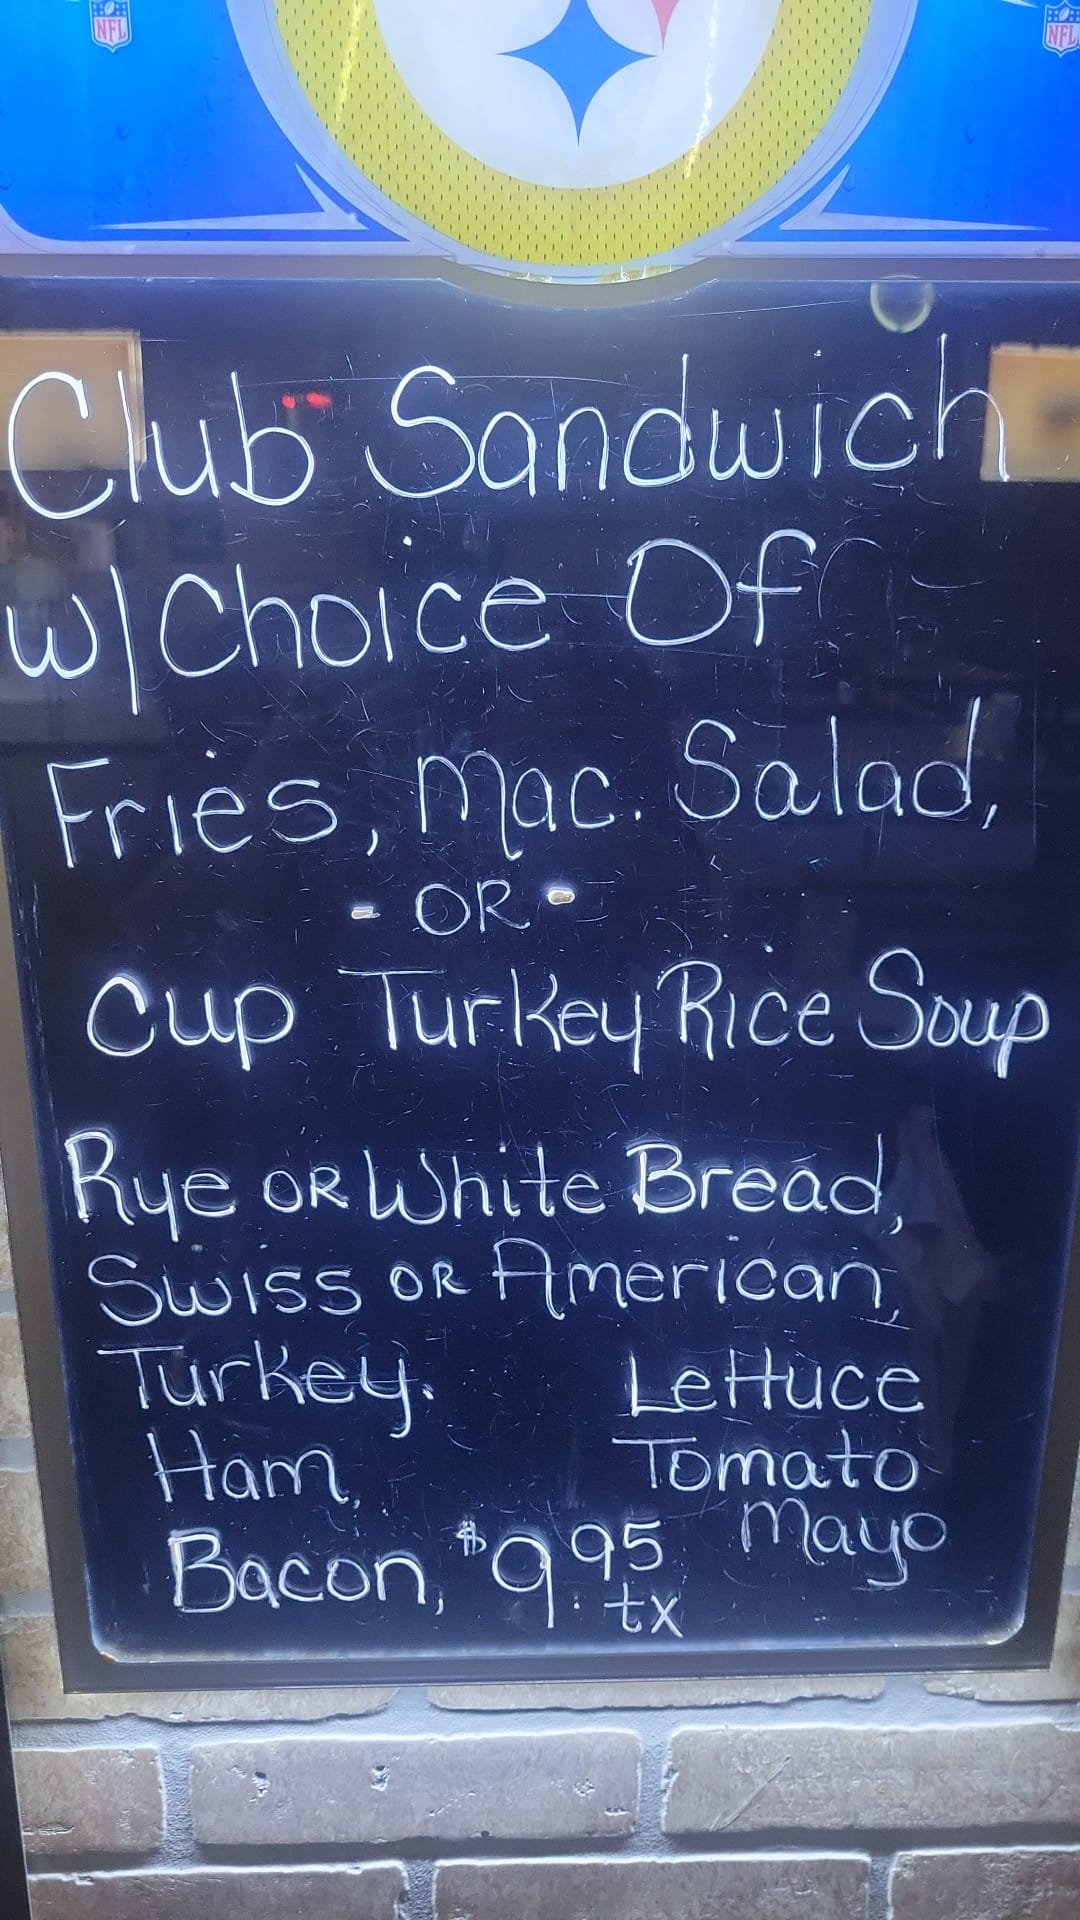 NFL NFL
Club Sandwich
w/Choice Of
Fries, Mac. Salad,
- OR -
Cup Turkey Rice Soup
Rye OR White Bread,
Swiss OR American,
Turkey. Lettuce
Ham, Tomato
Bacon, $9.95 tx Mayo